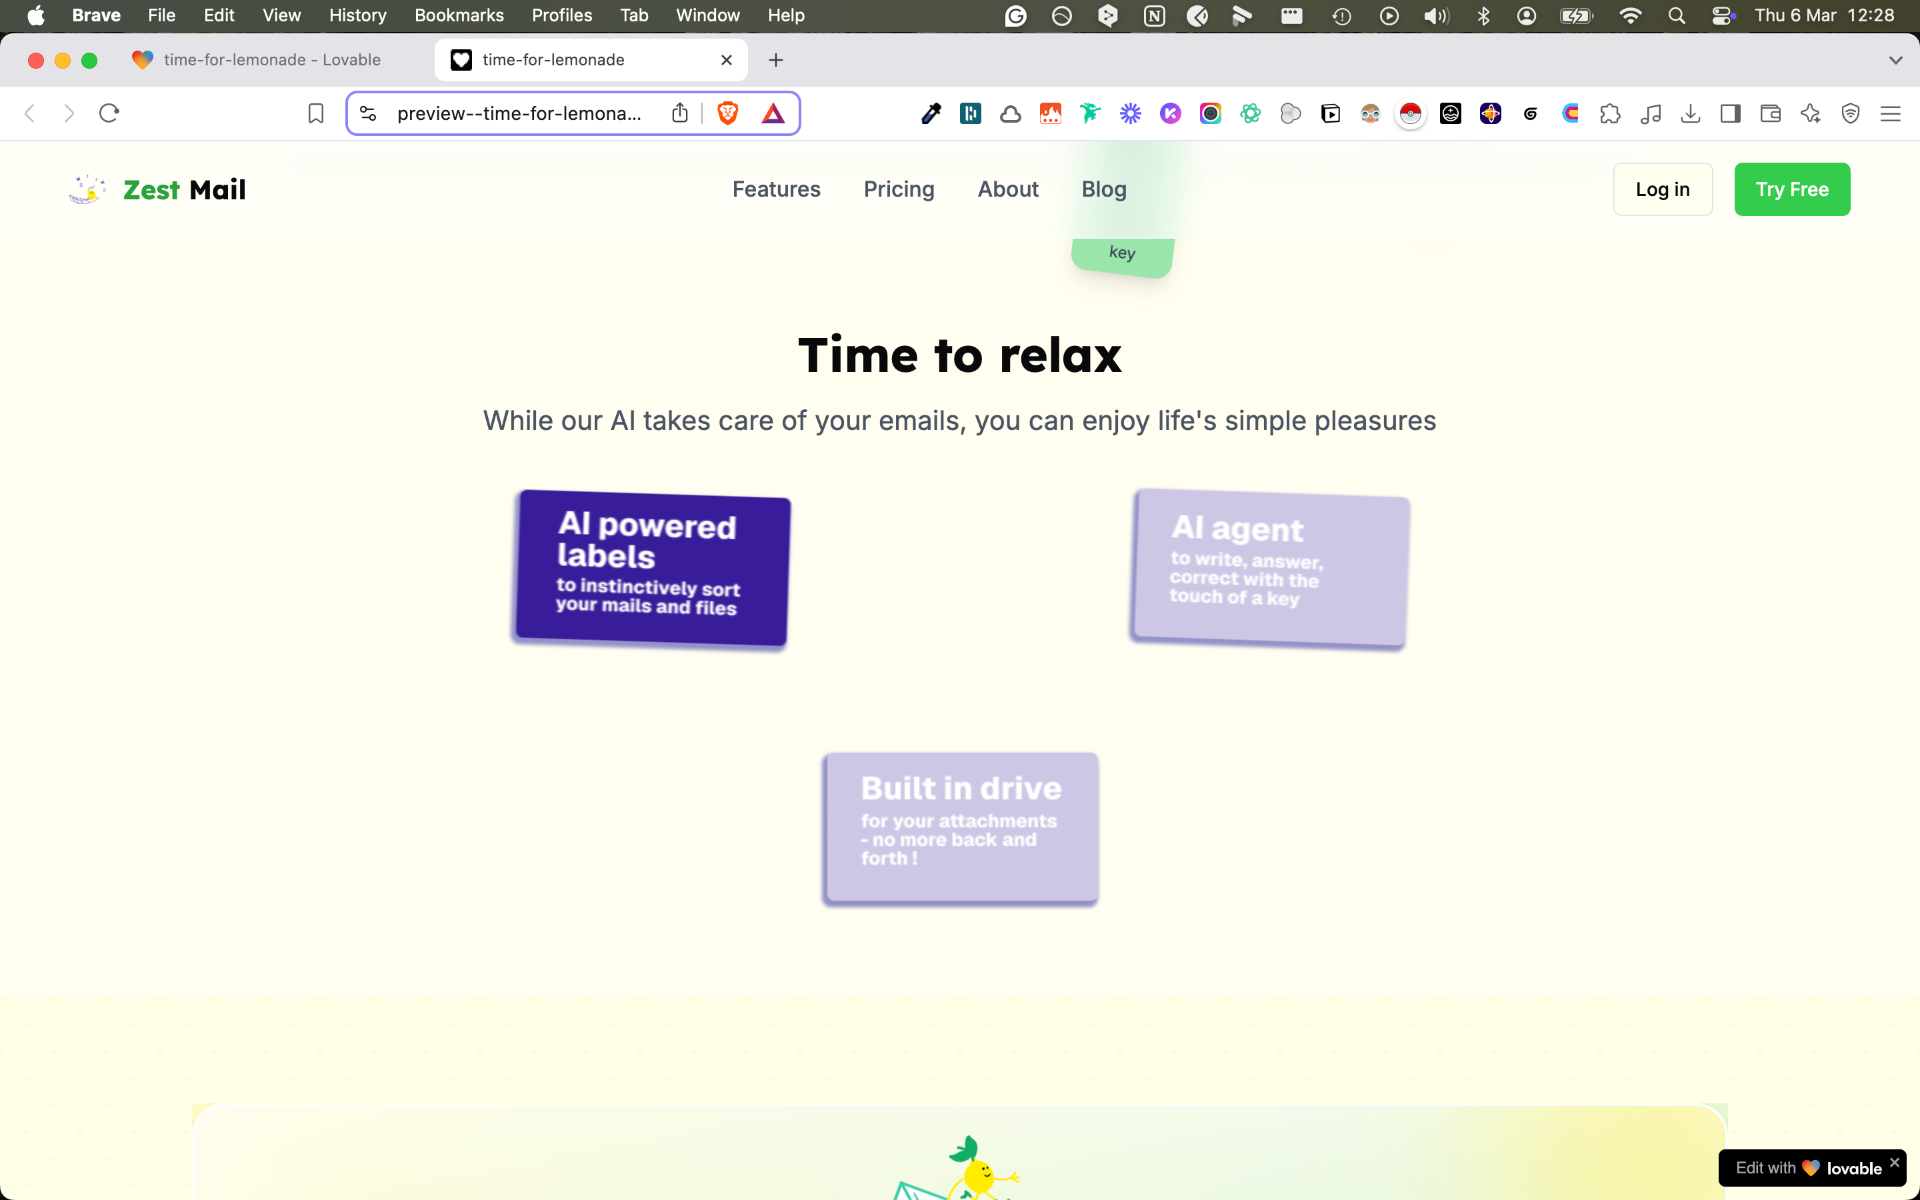 Brave File Edit View History Bookmarks Profiles Tab Window Help Thu 6 Mar 12:28
time-for-lemonade - Lovable
time-for-lemonade
preview--time-for-lemona...
Zest Mail
Features Pricing About Blog
Log in
Try Free
key
Time to relax
While our AI takes care of your emails, you can enjoy life's simple pleasures
AI powered
labels
to instinctively sort
your mails and files
AI agent
to write, answer,
correct with the
touch of a key
Built in drive
for your attachments
- no more back and
forth !
Edit with lovable